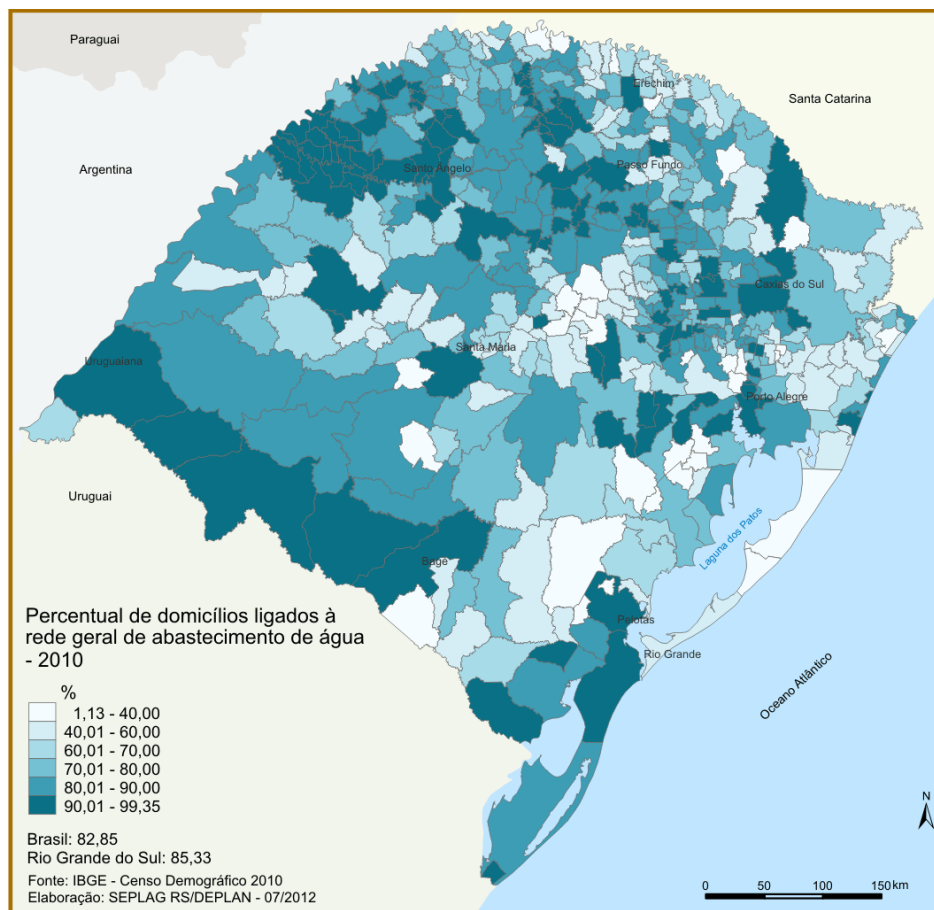 Paraguai
Santa Catarina
Argentina
Erechim
Santo Ângelo
Passo Fundo
Caxias do Sul
Santa Maria
Uruguaiana
Porto Alegre
Uruguai
Laguna dos Patos
Bagé
Pelotas
Rio Grande
Oceano Atlântico
Percentual de domicílios ligados à
rede geral de abastecimento de água
- 2010
%
1,13 - 40,00
40,01 - 60,00
60,01 - 70,00
70,01 - 80,00
80,01 - 90,00
90,01 - 99,35
Brasil: 82,85
Rio Grande do Sul: 85,33
Fonte: IBGE - Censo Demográfico 2010
Elaboração: SEPLAG RS/DEPLAN - 07/2012
N
0 50 100 150 km